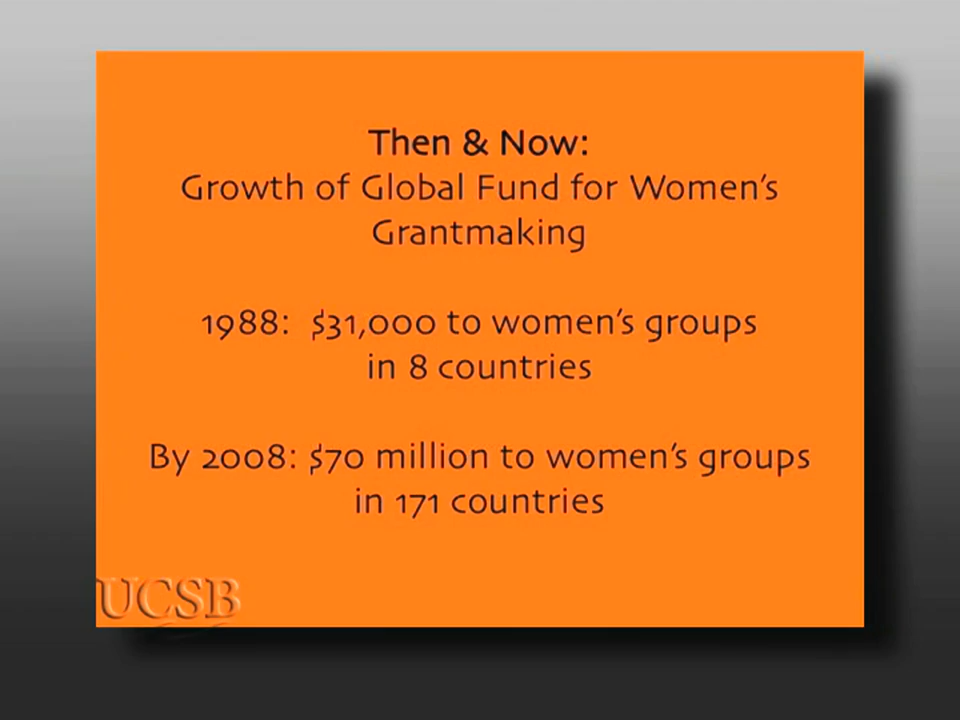 Then & Now:
Growth of Global Fund for Women's
Grantmaking
1988: $31,000 to women's groups
in 8 countries
By 2008: $70 million to women's groups
in 171 countries
UCSB